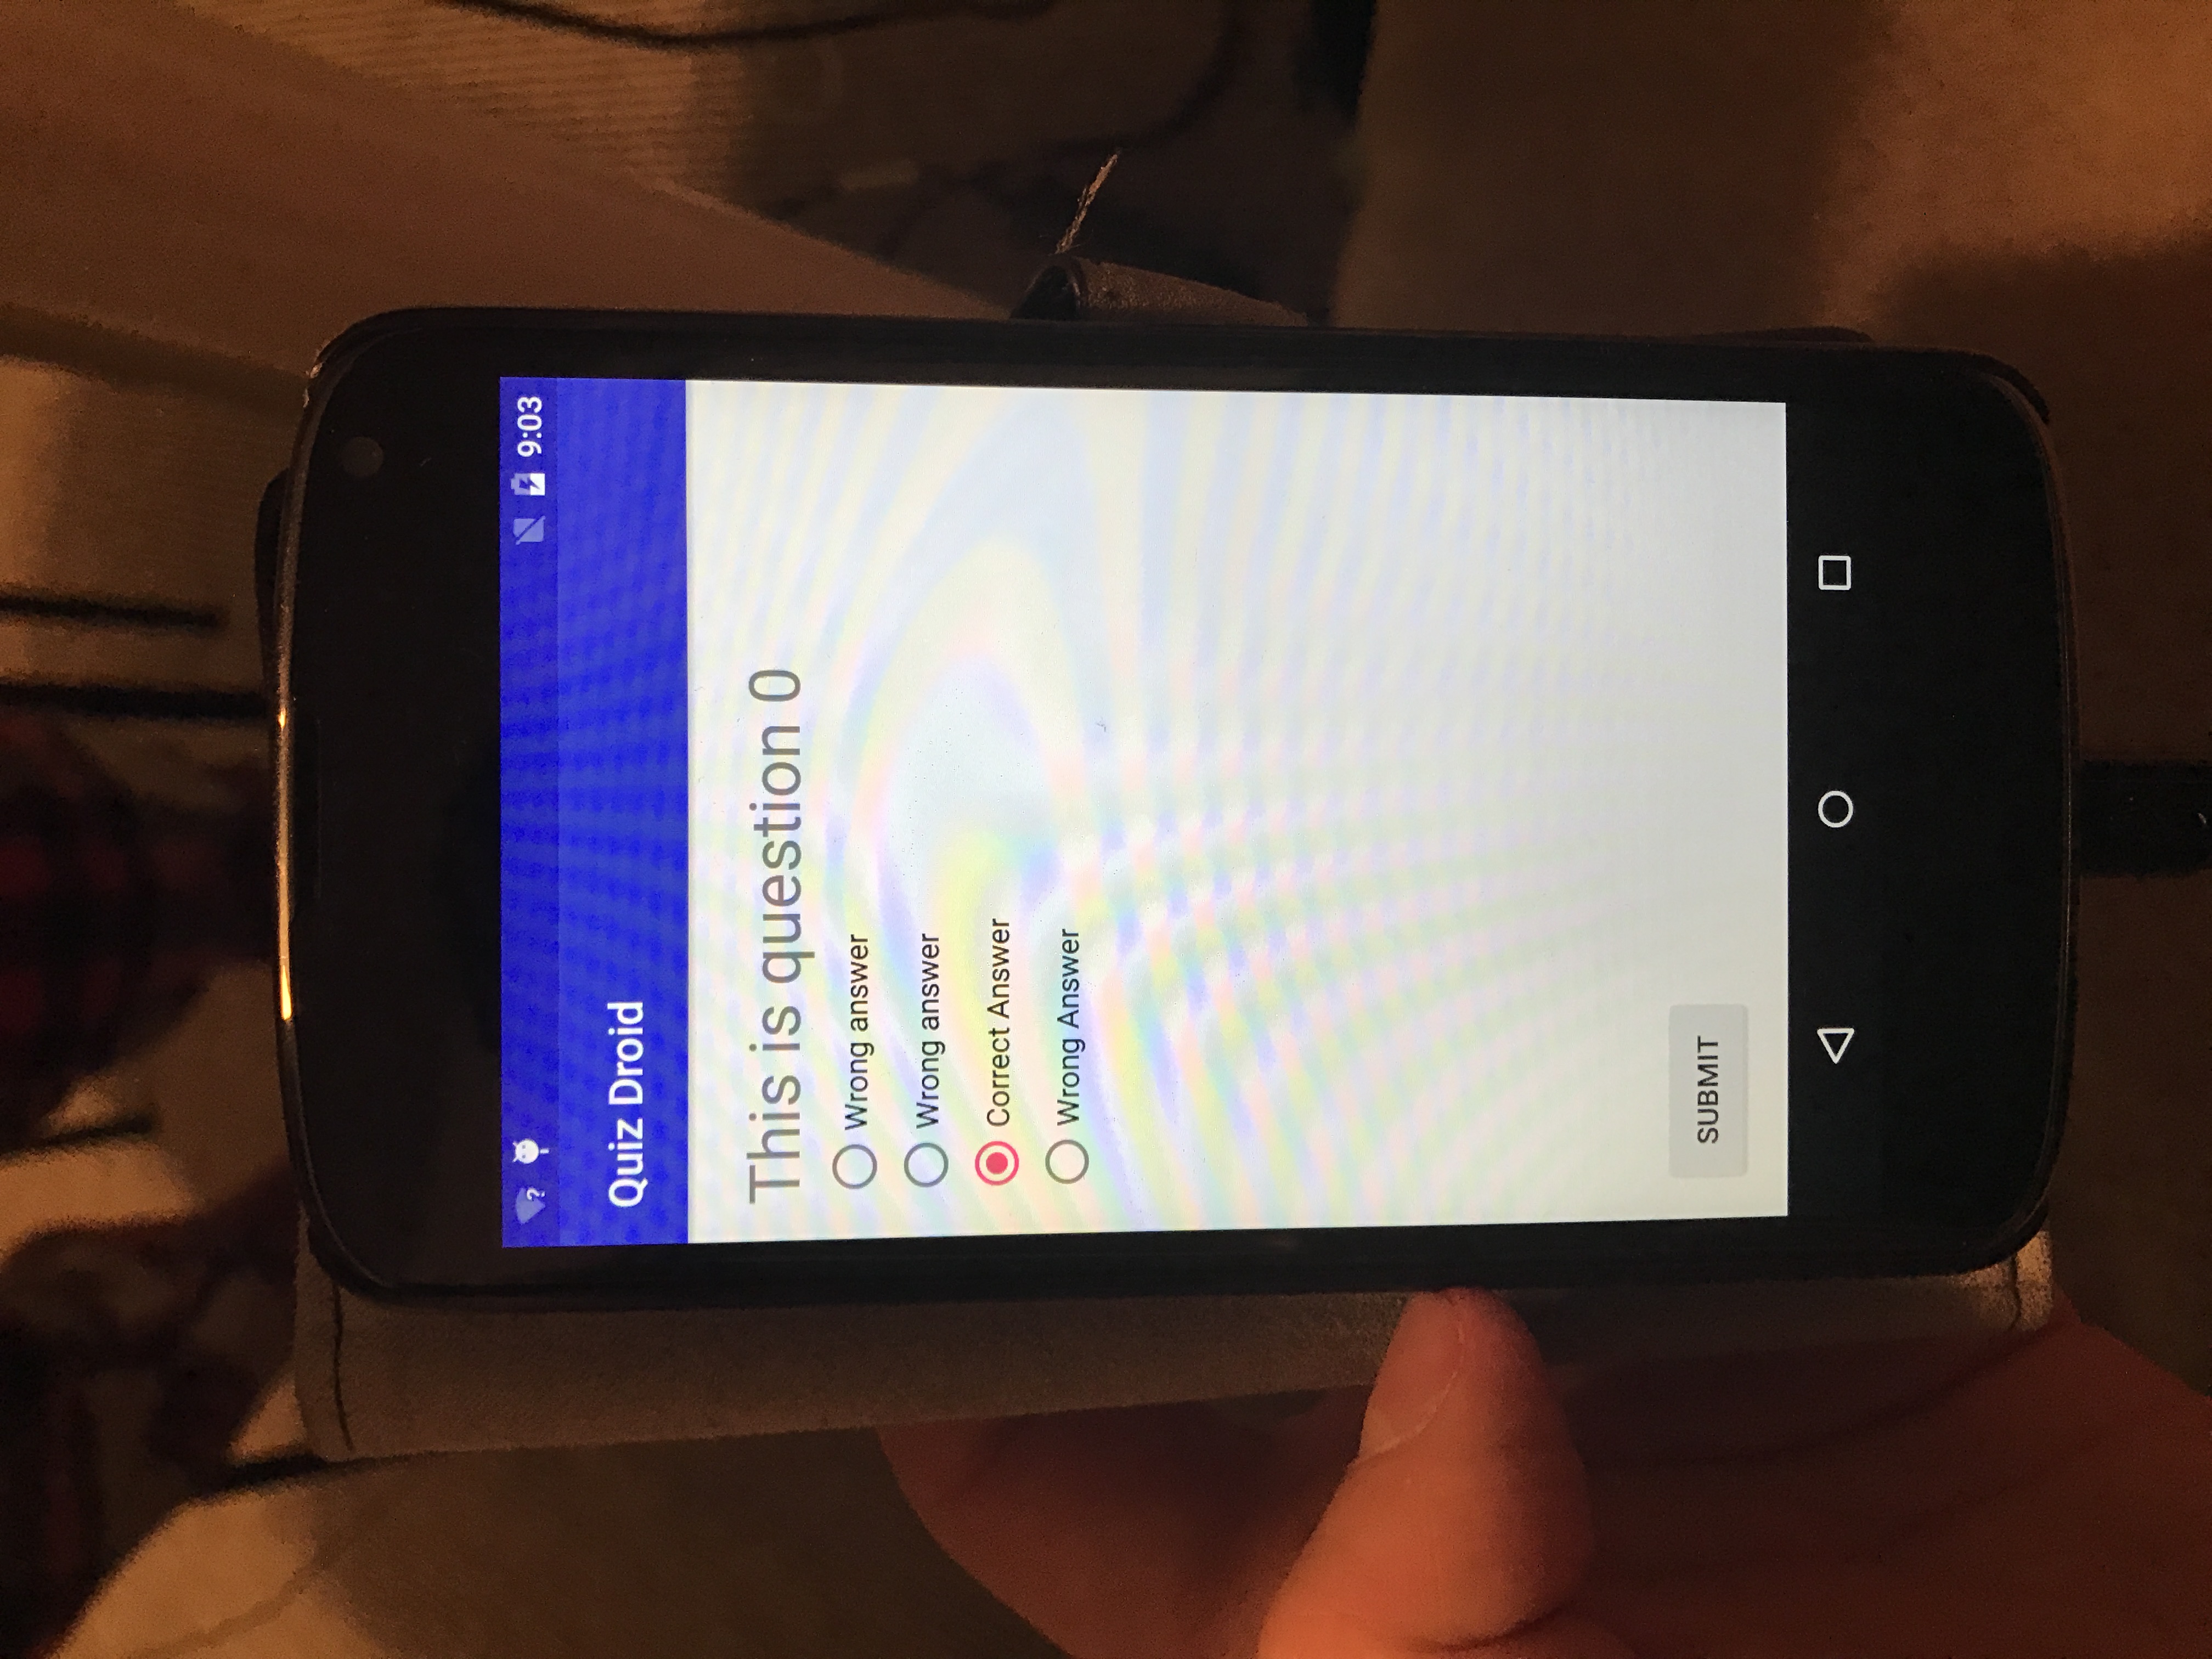 9:03
Quiz Droid
This is question 0
Wrong answer
Wrong answer
Correct Answer
Wrong Answer
SUBMIT